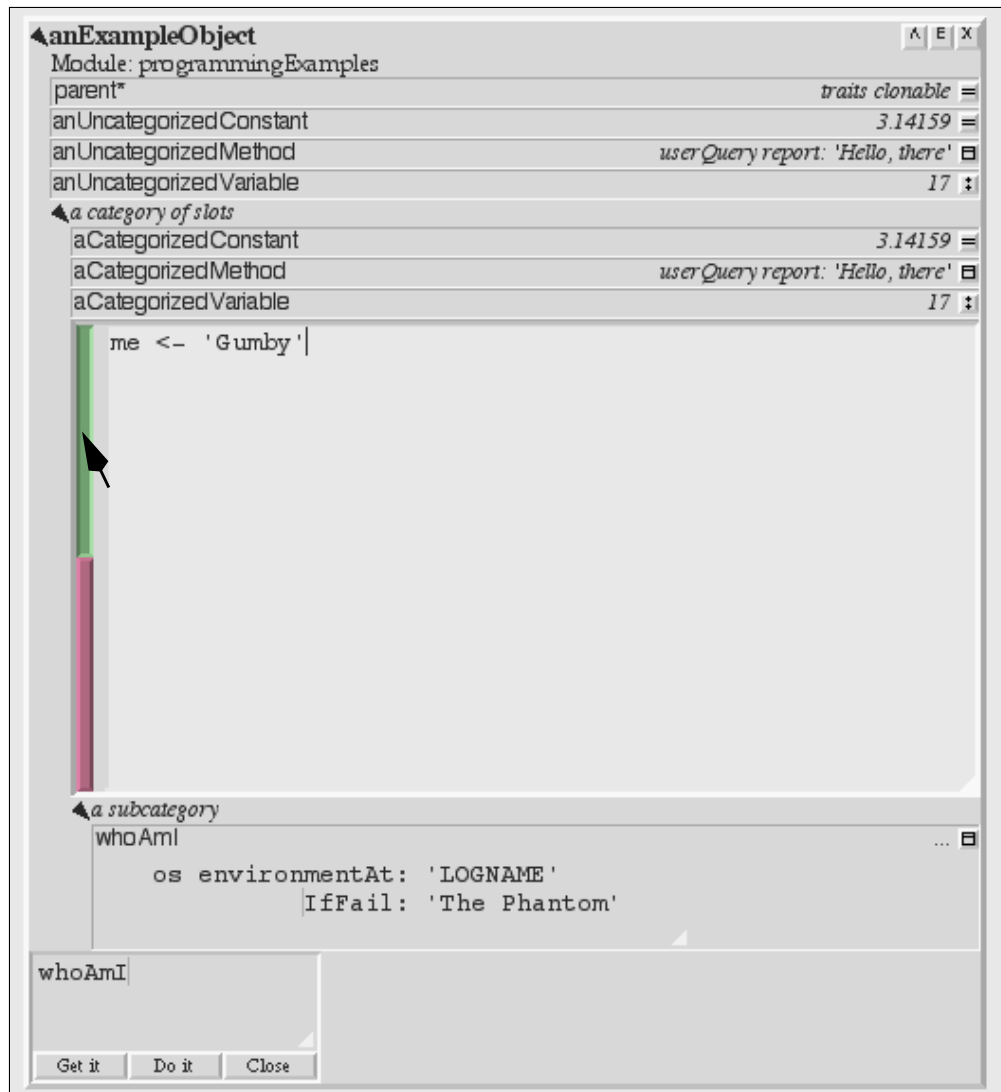 anExampleObject Λ E X
Module: programmingExamples
parent* traits clonable =
anUncategorizedConstant 3.14159 =
anUncategorizedMethod userQuery report: 'Hello, there'
anUncategorizedVariable 17 :
a category of slots
aCategorizedConstant 3.14159 =
aCategorizedMethod userQuery report: 'Hello, there'
aCategorizedVariable 17 :
me <- 'Gumby'
a subcategory
whoAmI ...
os environmentAt: 'LOGNAME'
IfFail: 'The Phantom'
whoAmI
Get it Do it Close